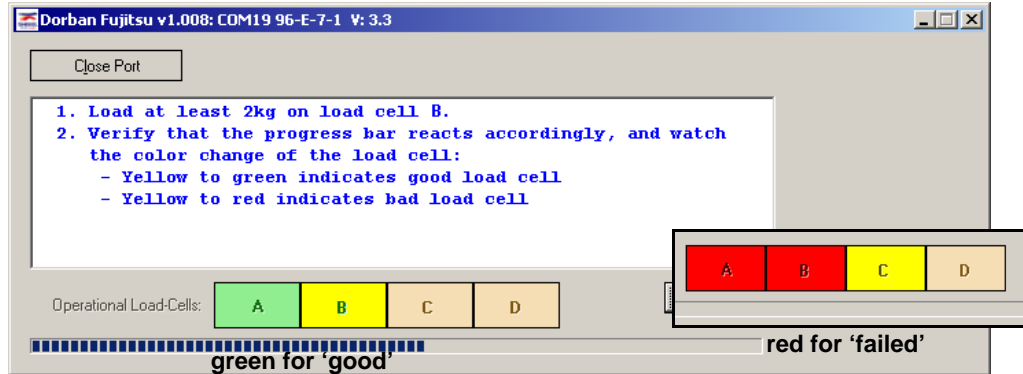 Dorban Fujitsu v1.008: COM19 96-E-7-1 V: 3.3
Close Port
1. Load at least 2kg on load cell B.
2. Verify that the progress bar reacts accordingly, and watch
the color change of the load cell:
- Yellow to green indicates good load cell
- Yellow to red indicates bad load cell
A B C D
Operational Load-Cells: A B C D
green for ‘good’
red for ‘failed’